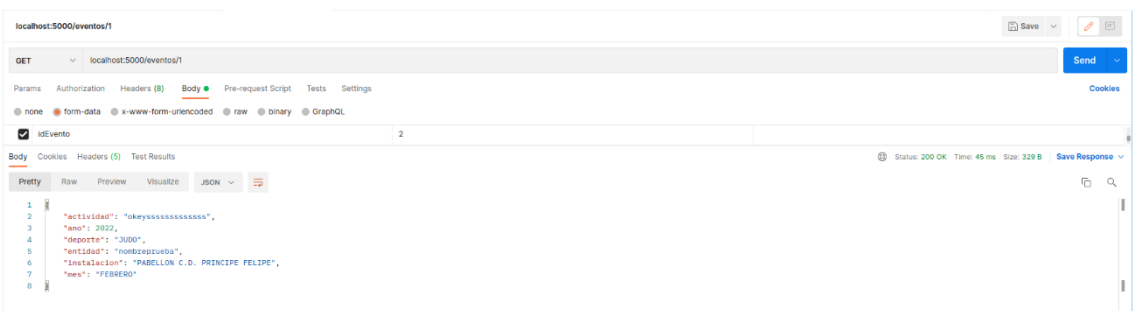 localhost:5000/eventos/1
Save
GET localhost:5000/eventos/1 Send
Params Authorization Headers (8) Body Pre-request Script Tests Settings Cookies
none form-data x-www-form-urlencoded raw binary GraphQL
idEvento 2
Body Cookies Headers (5) Test Results Status: 200 OK Time: 45 ms Size: 329 B Save Response
Pretty Raw Preview Visualize JSON
1 {
2 "actividad": "okeysssssssssssss",
3 "ano": 2022,
4 "deporte": "JUDO",
5 "entidad": "nombreprueba",
6 "instalacion": "PABELLON C.D. PRINCIPE FELIPE",
7 "mes": "FEBRERO"
8 }